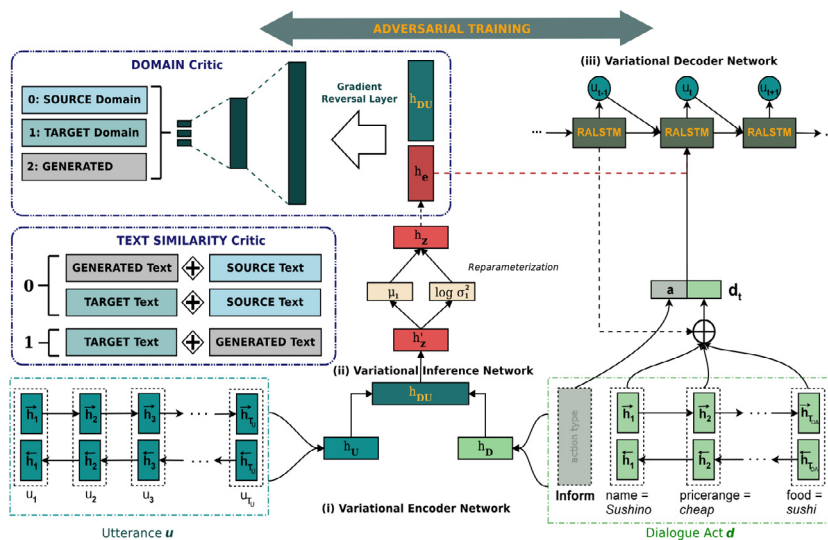 ADVERSARIAL TRAINING
DOMAIN Critic
0: SOURCE Domain
1: TARGET Domain
2: GENERATED
Gradient
Reversal Layer
h_DU
h_e
(iii) Variational Decoder Network
u_t-1
u_t
u_t+1
...
RALSTM
RALSTM
RALSTM
...
TEXT SIMILARITY Critic
0
GENERATED Text
SOURCE Text
TARGET Text
SOURCE Text
1
TARGET Text
GENERATED Text
h_z
Reparameterization
μ_1
log σ_1^2
h'_z
(ii) Variational Inference Network
h_DU
h_U
h_D
(i) Variational Encoder Network
a
d_t
h_1 h_2 h_3 ... h_T_U
h_1 h_2 h_3 ... h_T_U
u_1 u_2 u_3 u_T_U
Utterance u
action type
h_1 h_2 ... h_T_DA
h_1 h_2 ... h_T_DA
Inform
name =
Sushino
pricerange =
cheap
food =
sushi
Dialogue Act d